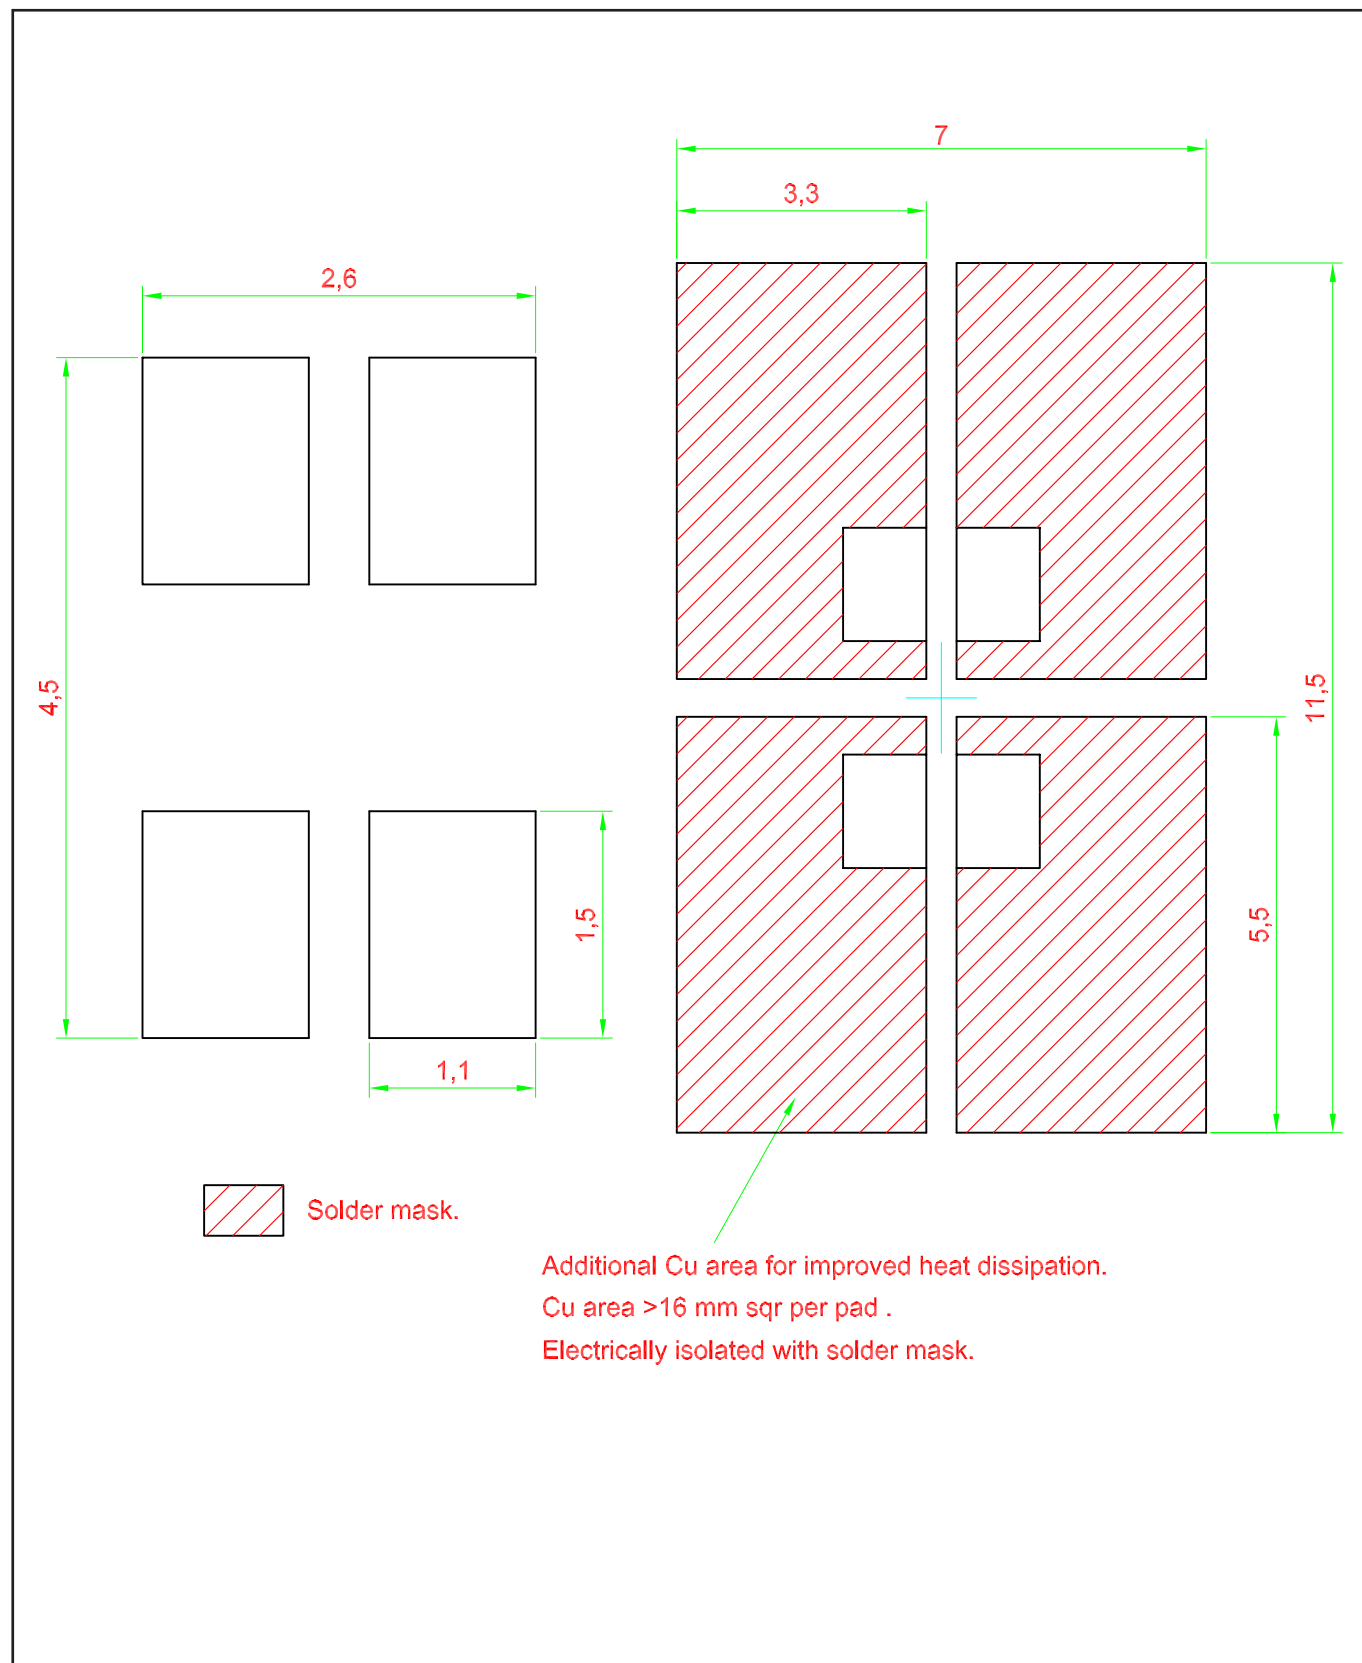 7
3,3
2,6
4,5
11,5
5,5
1,5
1,1
Solder mask.
Additional Cu area for improved heat dissipation.
Cu area >16 mm sqr per pad .
Electrically isolated with solder mask.